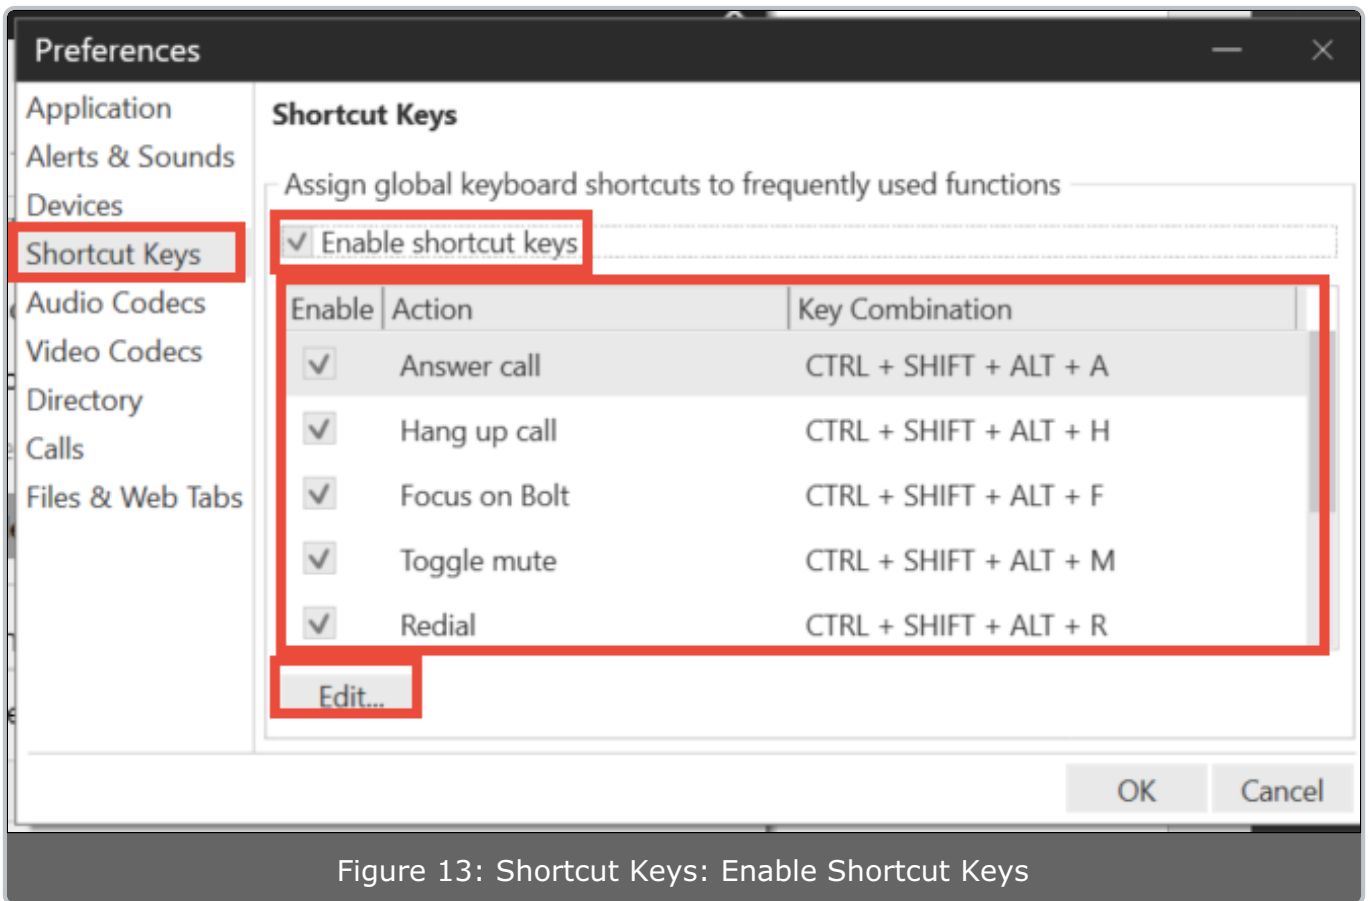 Preferences
Application
Alerts & Sounds
Devices
Shortcut Keys
Audio Codecs
Video Codecs
Directory
Calls
Files & Web Tabs
Shortcut Keys
Assign global keyboard shortcuts to frequently used functions
Enable shortcut keys
Enable Action Key Combination
Answer call CTRL + SHIFT + ALT + A
Hang up call CTRL + SHIFT + ALT + H
Focus on Bolt CTRL + SHIFT + ALT + F
Toggle mute CTRL + SHIFT + ALT + M
Redial CTRL + SHIFT + ALT + R
Edit...
OK Cancel
Figure 13: Shortcut Keys: Enable Shortcut Keys